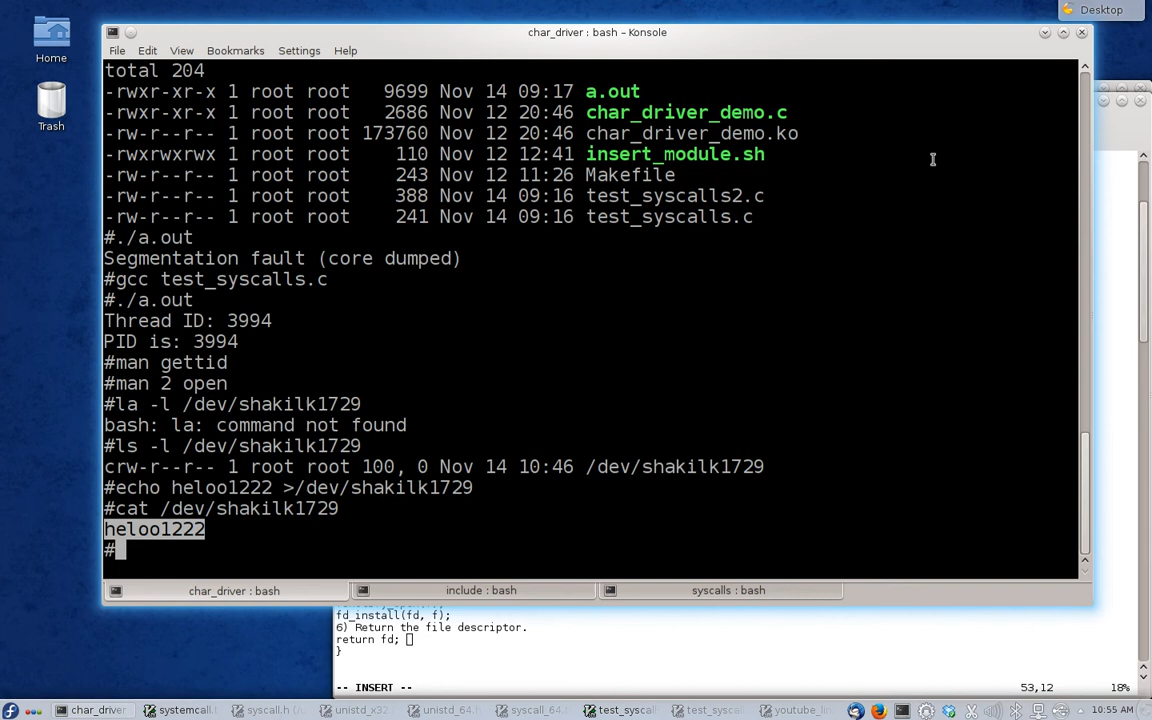 Desktop
Home
Trash
char_driver : bash – Konsole
File Edit View Bookmarks Settings Help
total 204
-rwxr-xr-x 1 root root 9699 Nov 14 09:17 a.out
-rwxr-xr-x 1 root root 2686 Nov 12 20:46 char_driver_demo.c
-rw-r--r-- 1 root root 173760 Nov 12 20:46 char_driver_demo.ko
-rwxrwxrwx 1 root root 110 Nov 12 12:41 insert_module.sh
-rw-r--r-- 1 root root 243 Nov 12 11:26 Makefile
-rw-r--r-- 1 root root 388 Nov 14 09:16 test_syscalls2.c
-rw-r--r-- 1 root root 241 Nov 14 09:16 test_syscalls.c
#./a.out
Segmentation fault (core dumped)
#gcc test_syscalls.c
#./a.out
Thread ID: 3994
PID is: 3994
#man gettid
#man 2 open
#la -l /dev/shakilk1729
bash: la: command not found
#ls -l /dev/shakilk1729
crw-r--r-- 1 root root 100, 0 Nov 14 10:46 /dev/shakilk1729
#echo heloo1222 >/dev/shakilk1729
#cat /dev/shakilk1729
heloo1222
#
char_driver : bash include : bash syscalls : bash
fd_install(fd, f);
6) Return the file descriptor.
return fd;
}
-- INSERT -- 53,12 18%
char_driver systemcall. syscall.h (/u unistd_x32 unistd_64. syscall_64. test_syscal test_syscal youtube_lin 10:55 AM